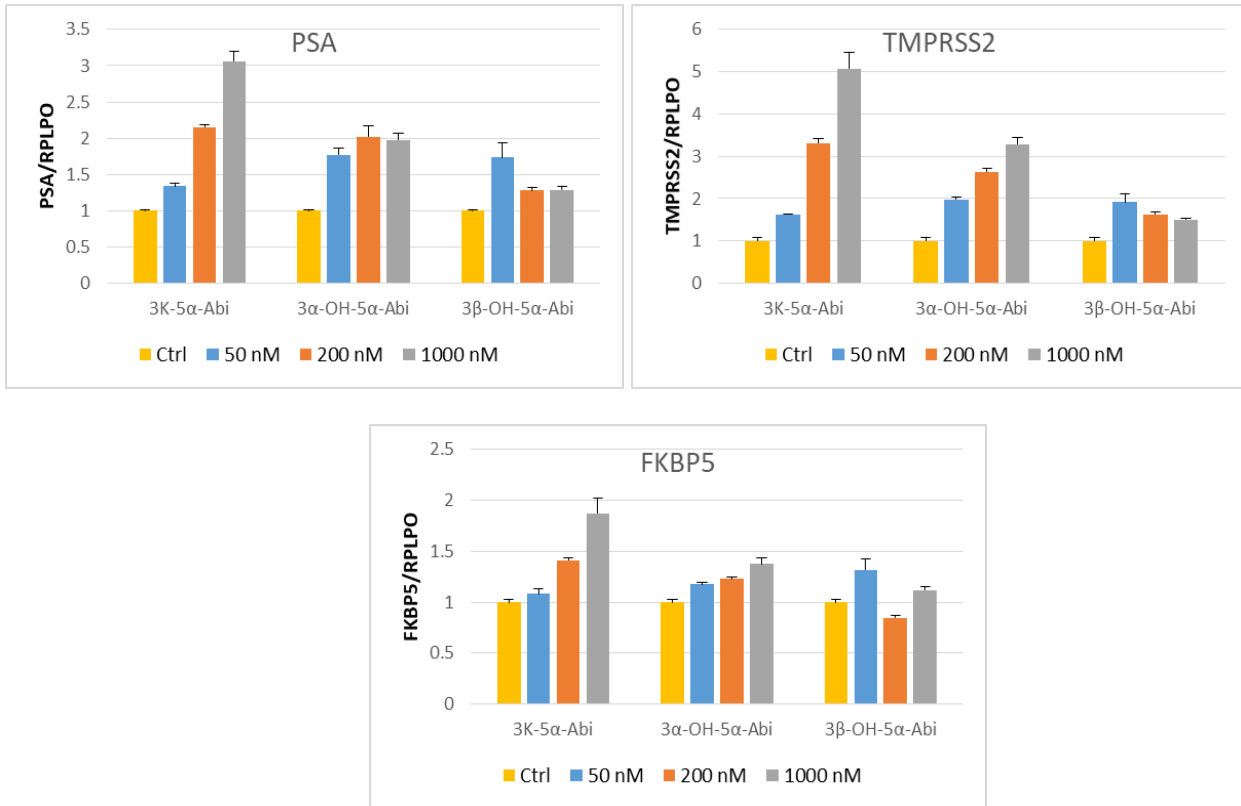 PSA
PSA/RPLPO
3.5
3
2.5
2
1.5
1
0.5
0
3K-5α-Abi 3α-OH-5α-Abi 3β-OH-5α-Abi
Ctrl 50 nM 200 nM 1000 nM
TMPRSS2
TMPRSS2/RPLPO
6
5
4
3
2
1
0
3K-5α-Abi 3α-OH-5α-Abi 3β-OH-5α-Abi
Ctrl 50 nM 200 nM 1000 nM
FKBP5
FKBP5/RPLPO
2.5
2
1.5
1
0.5
0
3K-5α-Abi 3α-OH-5α-Abi 3β-OH-5α-Abi
Ctrl 50 nM 200 nM 1000 nM